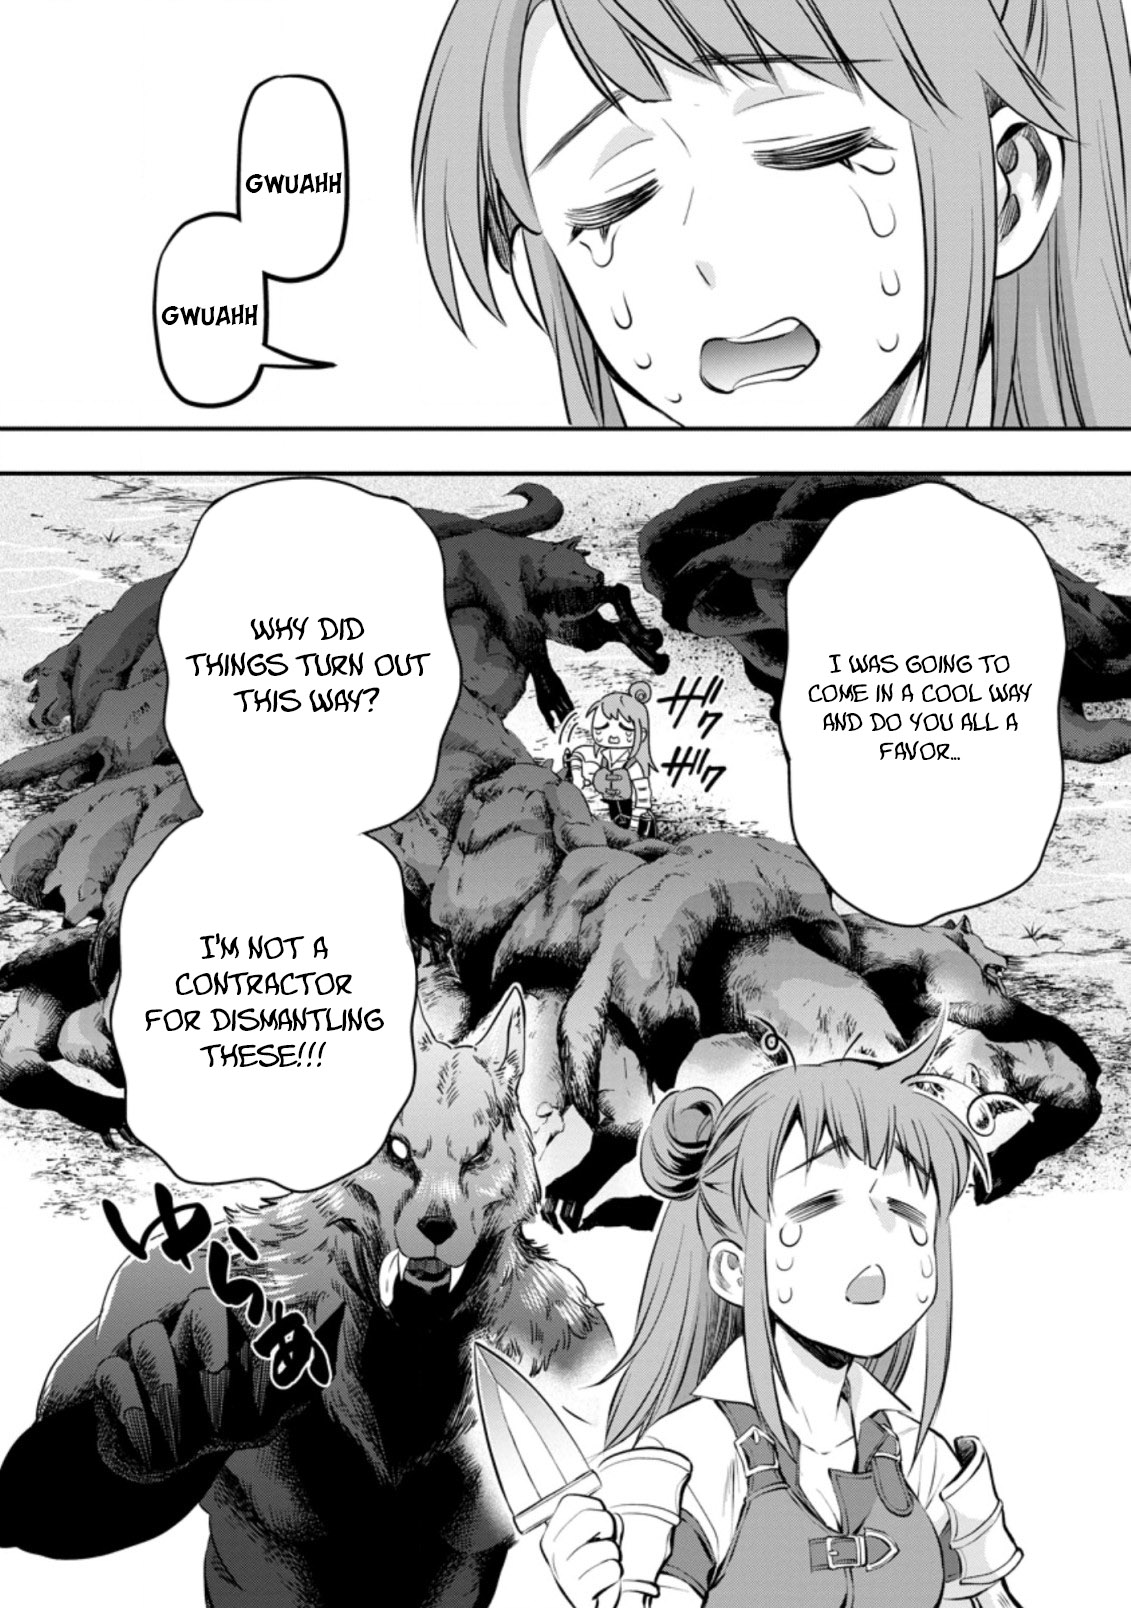 GWUAHH
GWUAHH
I WAS GOING TO
COME IN A COOL WAY
AND DO YOU ALL A
FAVOR...
ザク
ザク
WHY DID
THINGS TURN OUT
THIS WAY?
I'M NOT A
CONTRACTOR
FOR DISMANTLING
THESE!!!
ゆらぁ